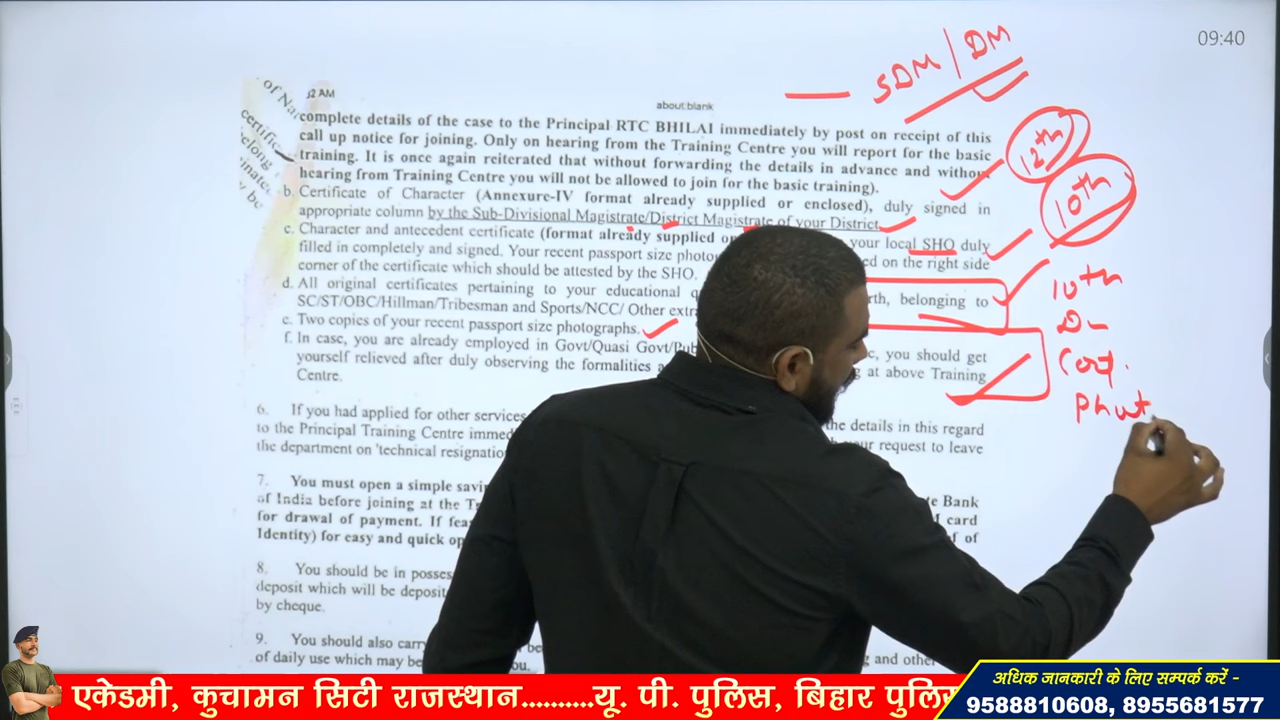 09:40
SDM/DM
12 AM
about:blank
of Na
certific
complete details of the case to the Principal RTC BHILAI immediately by post on receipt of this
call up notice for joining. Only on hearing from the Training Centre you will report for the basic
training. It is once again reiterated that without forwarding the details in advance and without
hearing from Training Centre you will not be allowed to join for the basic training).
12th
b. Certificate of Character (Annexure-IV format already supplied or enclosed), duly signed in
appropriate column by the Sub-Divisional Magistrate/District Magistrate of your District.
10th
c. Character and antecedent certificate (format already supplied or your local SHO duly
filled in completely and signed. Your recent passport size photo ed on the right side
corner of the certificate which should be attested by the SHO.
d. All original certificates pertaining to your educational q rth, belonging to
SC/ST/OBC/Hillman/Tribesman and Sports/NCC/ Other extra
10th
e. Two copies of your recent passport size photographs.
f. In case, you are already employed in Govt/Quasi Govt/Pub c, you should get
yourself relieved after duly observing the formalities a g at above Training
Centre.
6. If you had applied for other services the details in this regard
to the Principal Training Centre immed ur request to leave
the department on 'technical resignatio
7. You must open a simple savi te Bank
of India before joining at the T card
for drawal of payment. If fea of
Identity) for easy and quick op
8. You should be in posses
deposit which will be deposit
by cheque.
9. You should also carry be
of daily use which may be you. g and other
एकेडमी, कुचामन सिटी राजस्थान..........यू. पी. पुलिस, बिहार पुलिस
अधिक जानकारी के लिए सम्पर्क करें -
9588810608, 8955681577